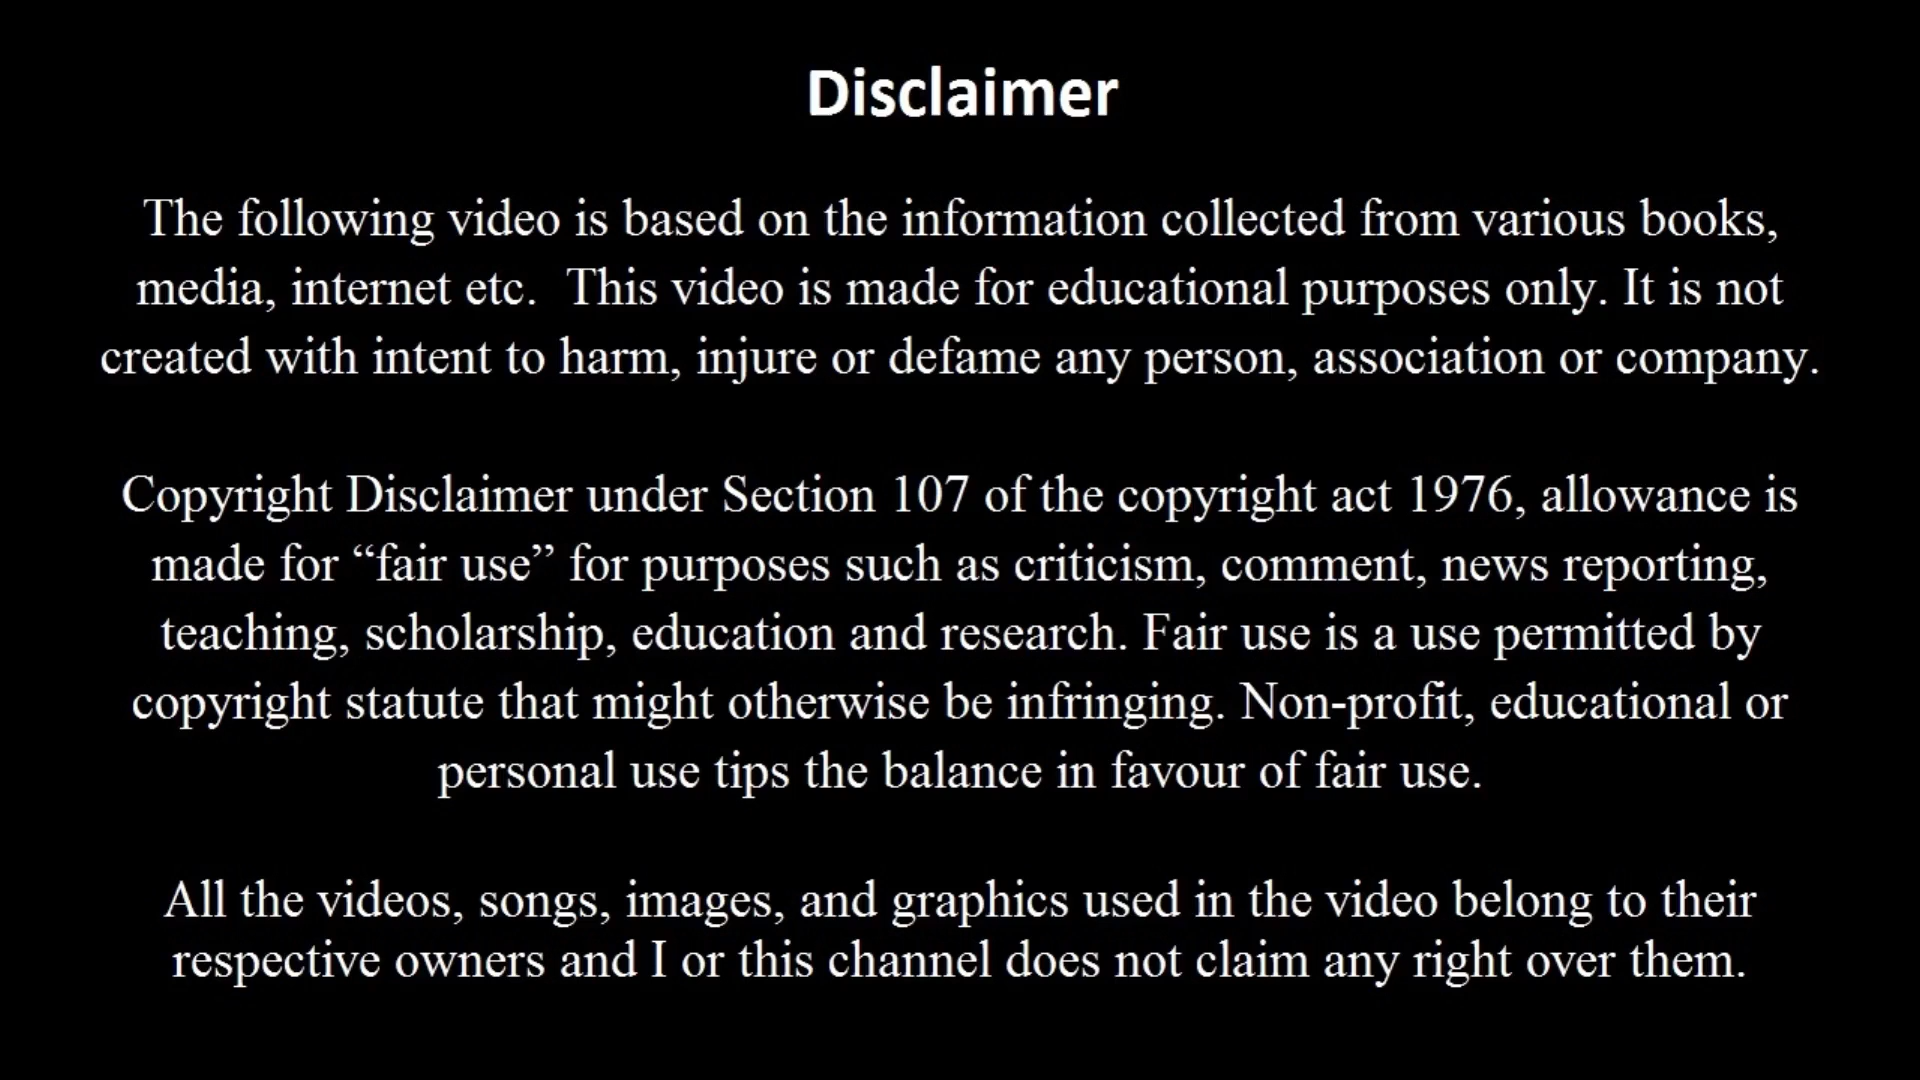 Disclaimer
The following video is based on the information collected from various books,
media, internet etc.  This video is made for educational purposes only. It is not
created with intent to harm, injure or defame any person, association or company.
Copyright Disclaimer under Section 107 of the copyright act 1976, allowance is
made for “fair use” for purposes such as criticism, comment, news reporting,
teaching, scholarship, education and research. Fair use is a use permitted by
copyright statute that might otherwise be infringing. Non-profit, educational or
personal use tips the balance in favour of fair use.
All the videos, songs, images, and graphics used in the video belong to their
respective owners and I or this channel does not claim any right over them.